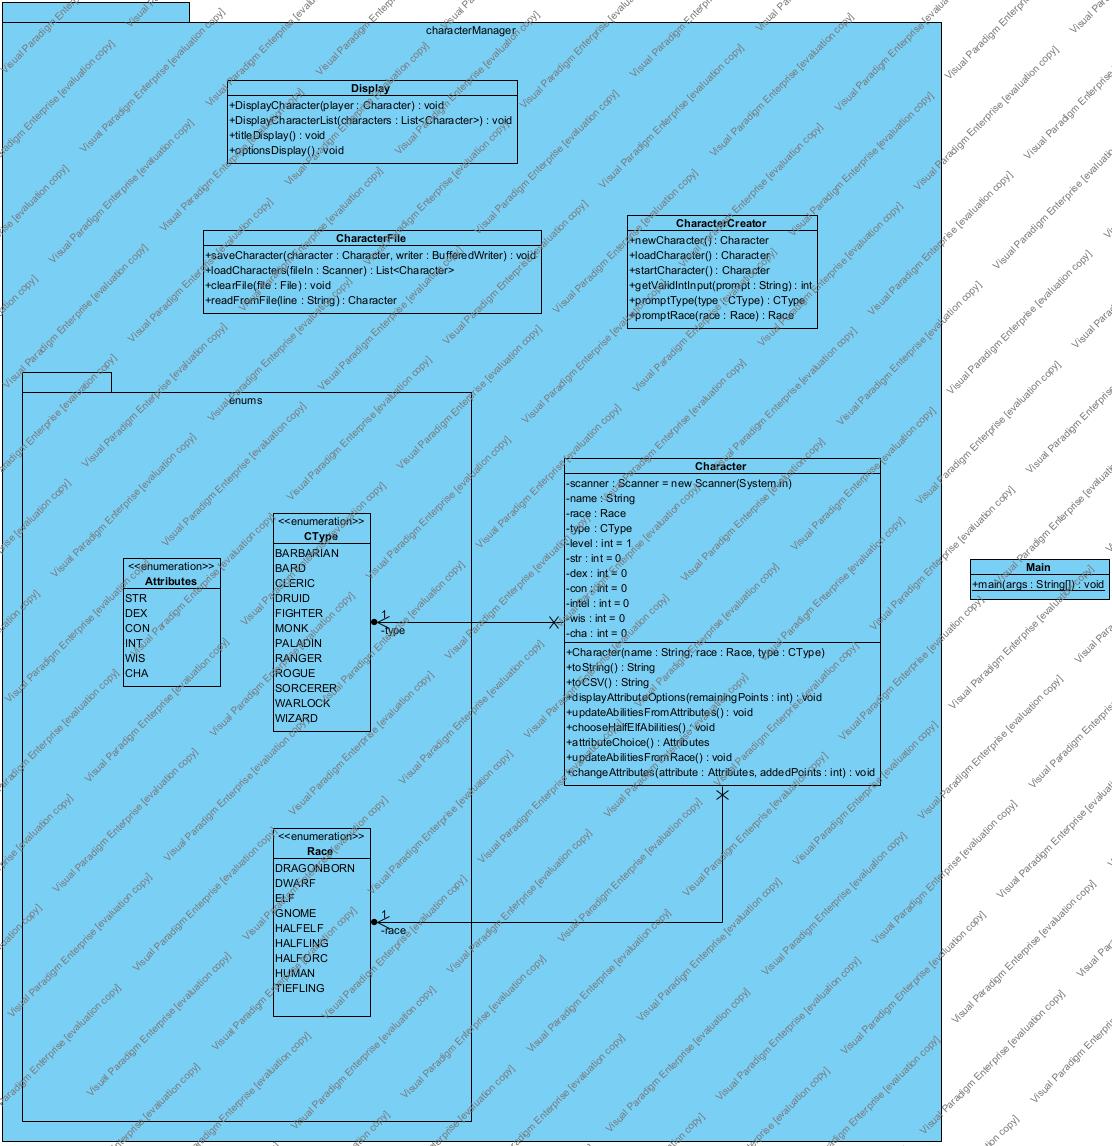 characterManager
Display
+DisplayCharacter(player : Character) : void
+DisplayCharacterList(characters : List<Character>) : void
+titleDisplay() : void
+optionsDisplay() : void
CharacterFile
+saveCharacter(character : Character, writer : BufferedWriter) : void
+loadCharacters(fileIn : Scanner) : List<Character>
+clearFile(file : File) : void
+readFromFile(line : String) : Character
CharacterCreator
+newCharacter() : Character
+loadCharacter() : Character
+startCharacter() : Character
+getValidIntInput(prompt : String) : int
+promptType(type : CType) : CType
+promptRace(race : Race) : Race
enums
<<enumeration>>
Attributes
STR
DEX
CON
INT
WIS
CHA
<<enumeration>>
CType
BARBARIAN
BARD
CLERIC
DRUID
FIGHTER
MONK
PALADIN
RANGER
ROGUE
SORCERER
WARLOCK
WIZARD
1
-type
Character
-scanner : Scanner = new Scanner(System.in)
-name : String
-race : Race
-type : CType
-level : int = 1
-str : int = 0
-dex : int = 0
-con : int = 0
-intel : int = 0
-wis : int = 0
-cha : int = 0
+Character(name : String, race : Race, type : CType)
+toString() : String
+toCSV() : String
+displayAttributeOptions(remainingPoints : int) : void
+updateAbilitiesFromAttributes() : void
+chooseHalfElfAbilities() : void
+attributeChoice() : Attributes
+updateAbilitiesFromRace() : void
+changeAttributes(attribute : Attributes, addedPoints : int) : void
Main
+main(args : String[]) : void
<<enumeration>>
Race
DRAGONBORN
DWARF
ELF
GNOME
HALFELF
HALFLING
HALFORC
HUMAN
TIEFLING
1
-race
Visual Paradigm Enterprise [evaluation copy]